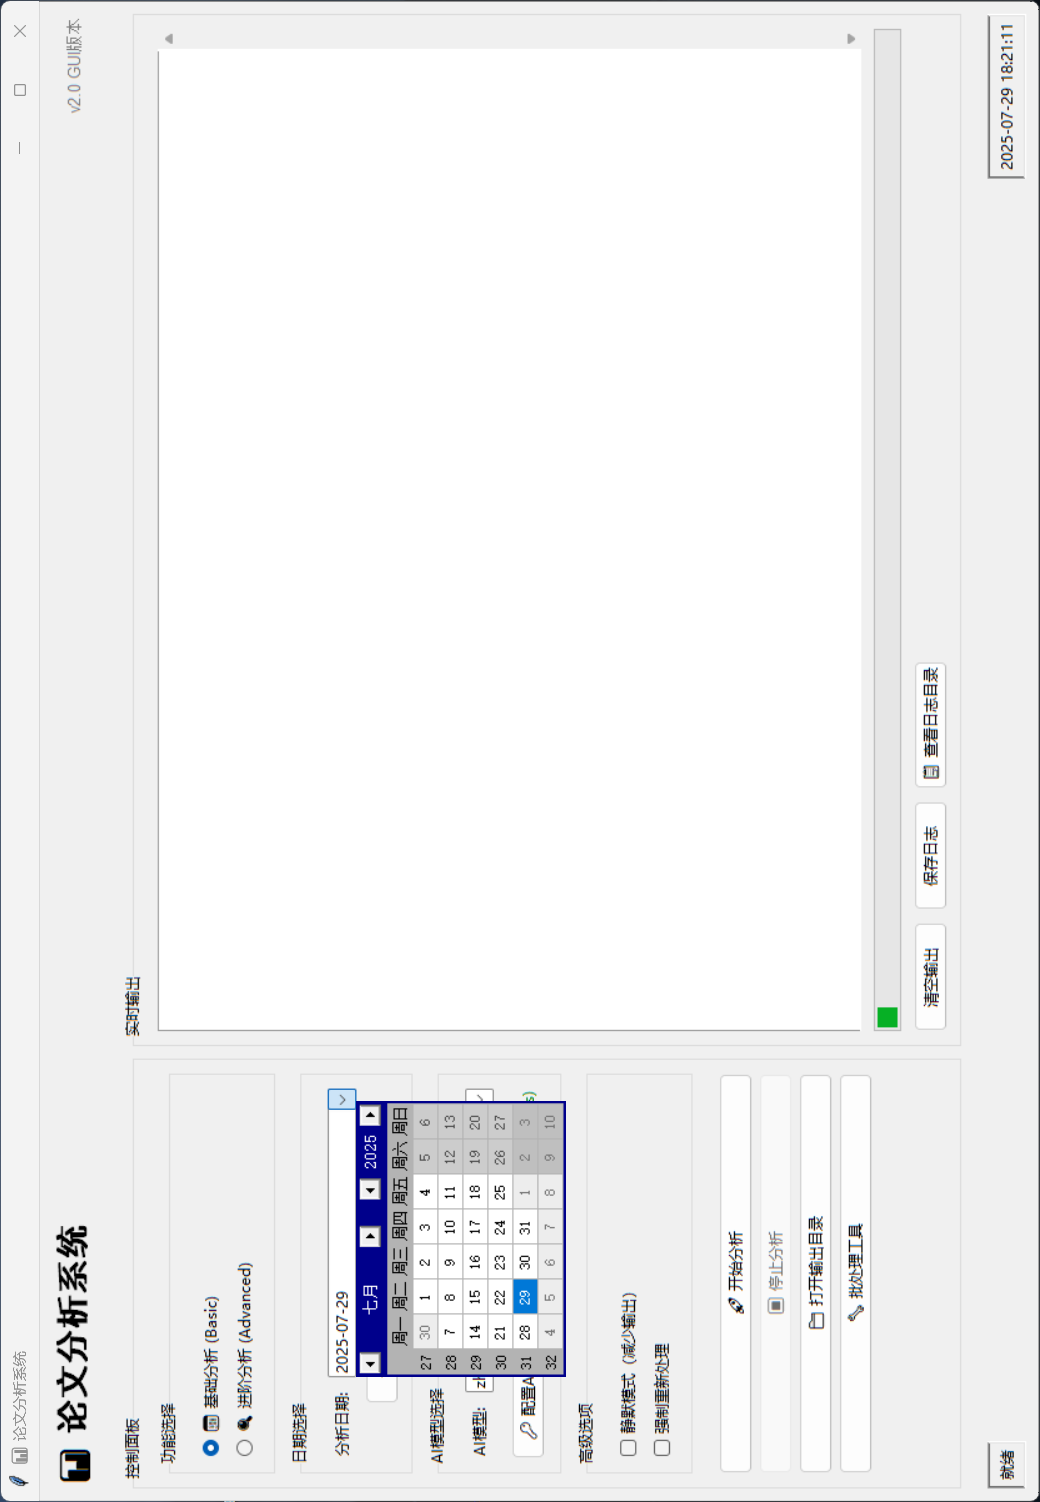 论文分析系统
论文分析系统
v2.0 GUI版本
控制面板
功能选择
基础分析 (Basic)
进阶分析 (Advanced)
日期选择
分析日期: 2025-07-29
七月 2025
周一 周二 周三 周四 周五 周六 周日
27 30 1 2 3 4 5 6
28 7 8 9 10 11 12 13
29 14 15 16 17 18 19 20
30 21 22 23 24 25 26 27
31 28 29 30 31 1 2 3
32 4 5 6 7 8 9 10
AI模型选择
AI模型: zh
配置A s)
高级选项
静默模式 (减少输出)
强制重新处理
开始分析
停止分析
打开输出目录
批处理工具
实时输出
清空输出 保存日志 查看日志目录
就绪
2025-07-29 18:21:11